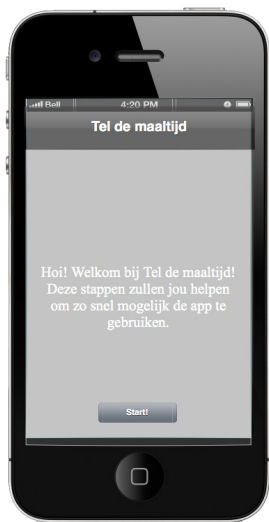 Bell 4:20 PM
Tel de maaltijd
Hoi! Welkom bij Tel de maaltijd!
Deze stappen zullen jou helpen
om zo snel mogelijk de app te
gebruiken.
Start!